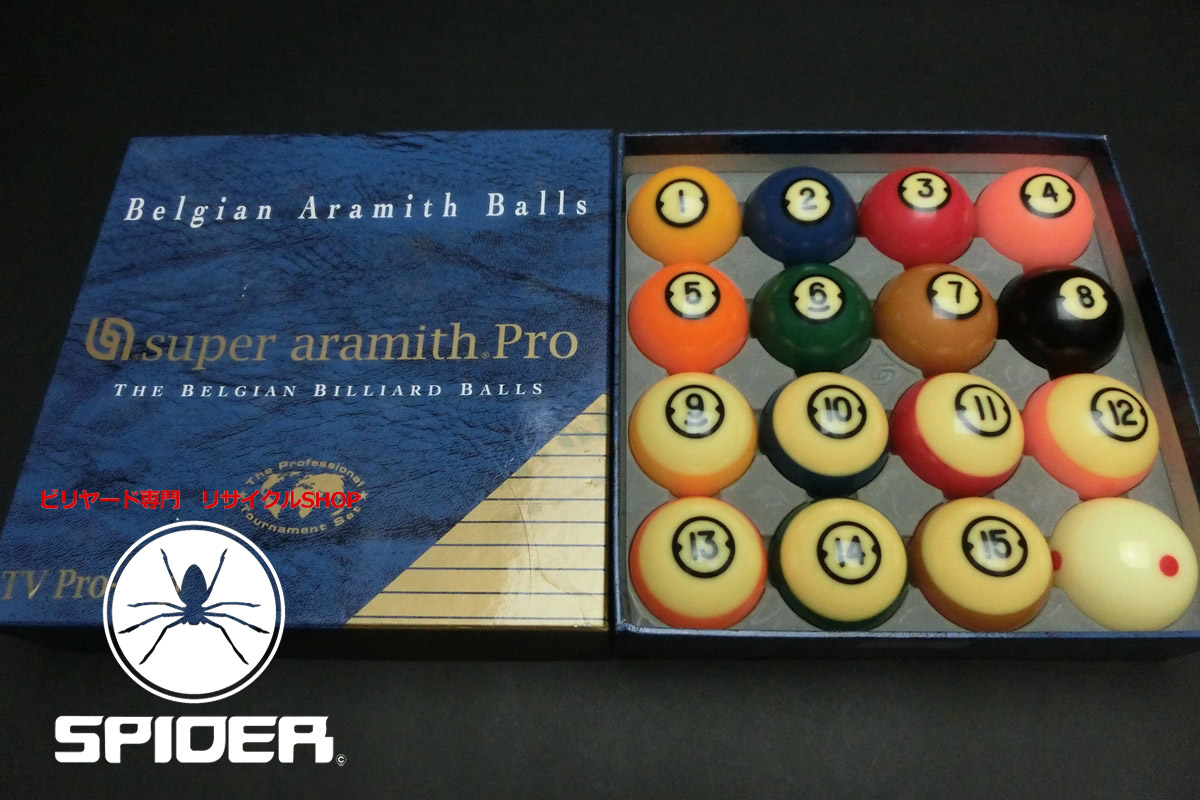 Belgian Aramith Balls
super aramith® Pro
THE BELGIAN BILLIARD BALLS
The Professional
Tournament Set
ビリヤード専門　リサイクルSHOP
TV Pro
SPIDER ©
1 2 3 4
5 6 7 8
9 10 11 12
13 14 15